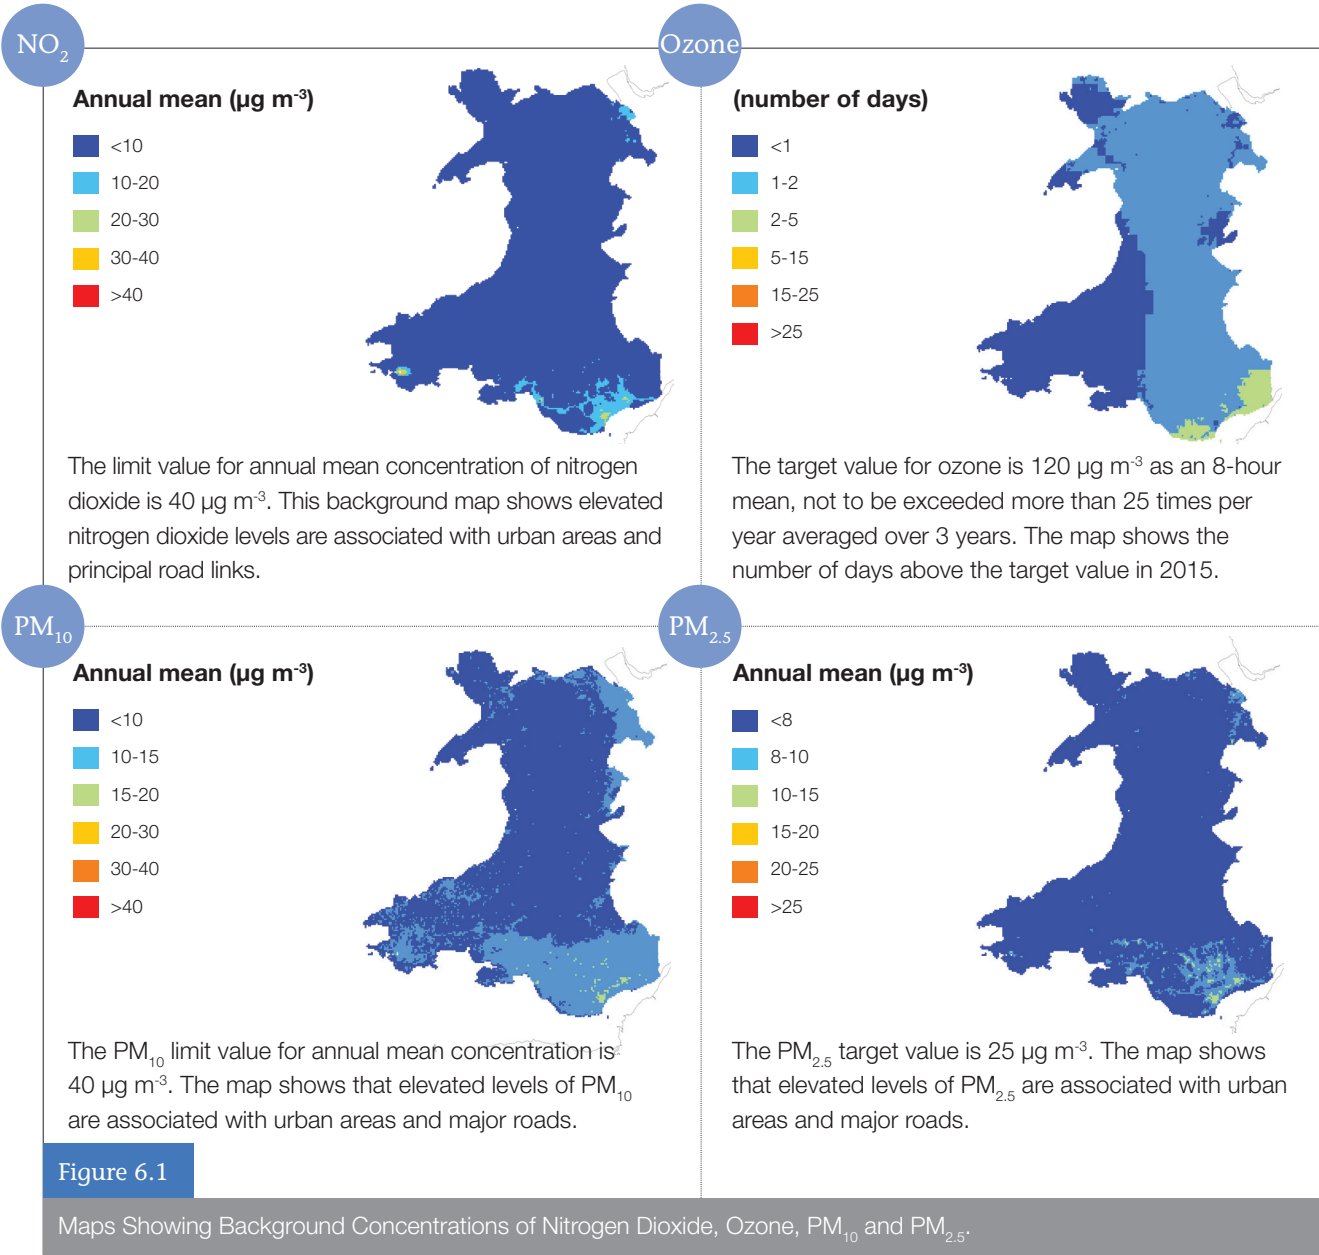 NO2
Annual mean (µg m-3)
<10
10-20
20-30
30-40
>40
The limit value for annual mean concentration of nitrogen
dioxide is 40 µg m-3. This background map shows elevated
nitrogen dioxide levels are associated with urban areas and
principal road links.
Ozone
(number of days)
<1
1-2
2-5
5-15
15-25
>25
The target value for ozone is 120 µg m-3 as an 8-hour
mean, not to be exceeded more than 25 times per
year averaged over 3 years. The map shows the
number of days above the target value in 2015.
PM10
Annual mean (µg m-3)
<10
10-15
15-20
20-30
30-40
>40
The PM10 limit value for annual mean concentration is
40 µg m-3. The map shows that elevated levels of PM10
are associated with urban areas and major roads.
PM2.5
Annual mean (µg m-3)
<8
8-10
10-15
15-20
20-25
>25
The PM2.5 target value is 25 µg m-3. The map shows
that elevated levels of PM2.5 are associated with urban
areas and major roads.
Figure 6.1
Maps Showing Background Concentrations of Nitrogen Dioxide, Ozone, PM10 and PM2.5.